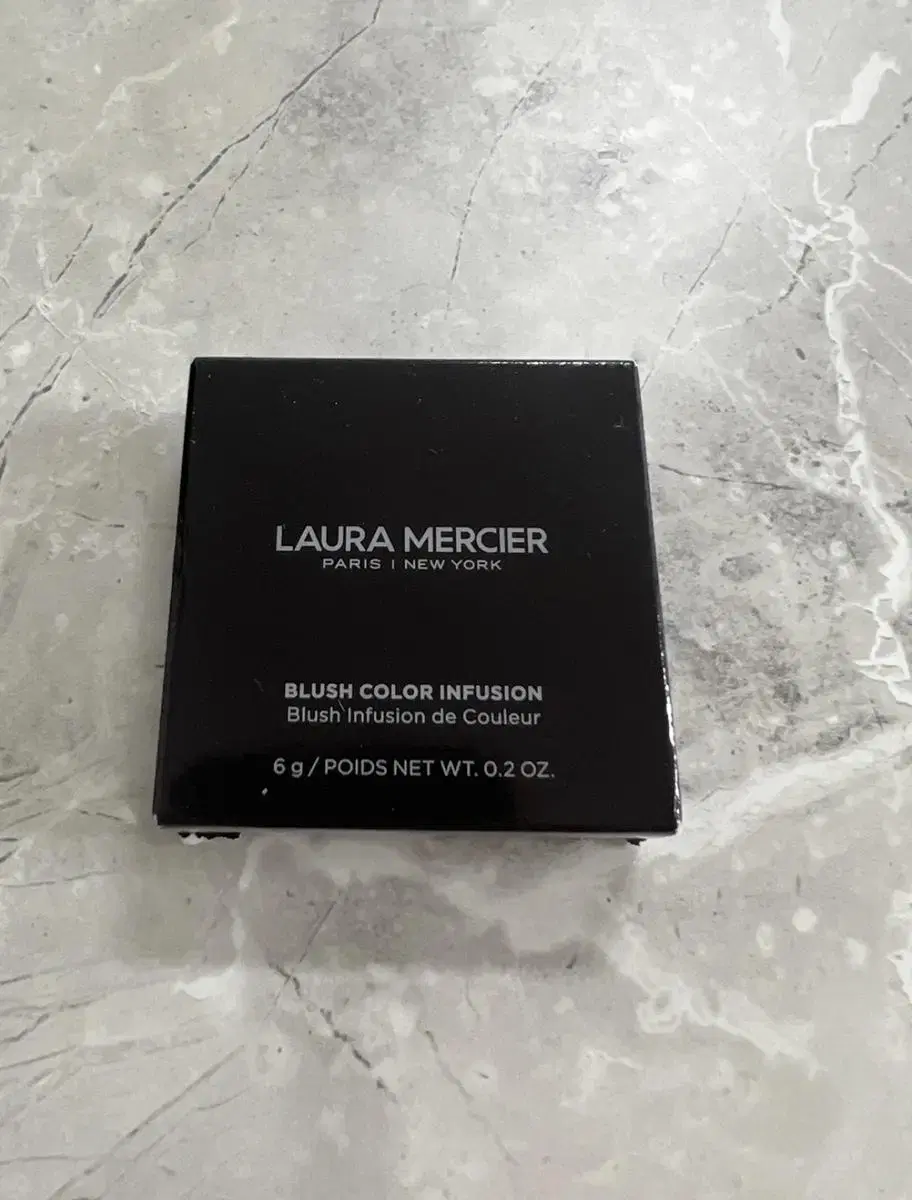 LAURA MERCIER
PARIS | NEW YORK
BLUSH COLOR INFUSION
Blush Infusion de Couleur
6 g / POIDS NET WT. 0.2 OZ.